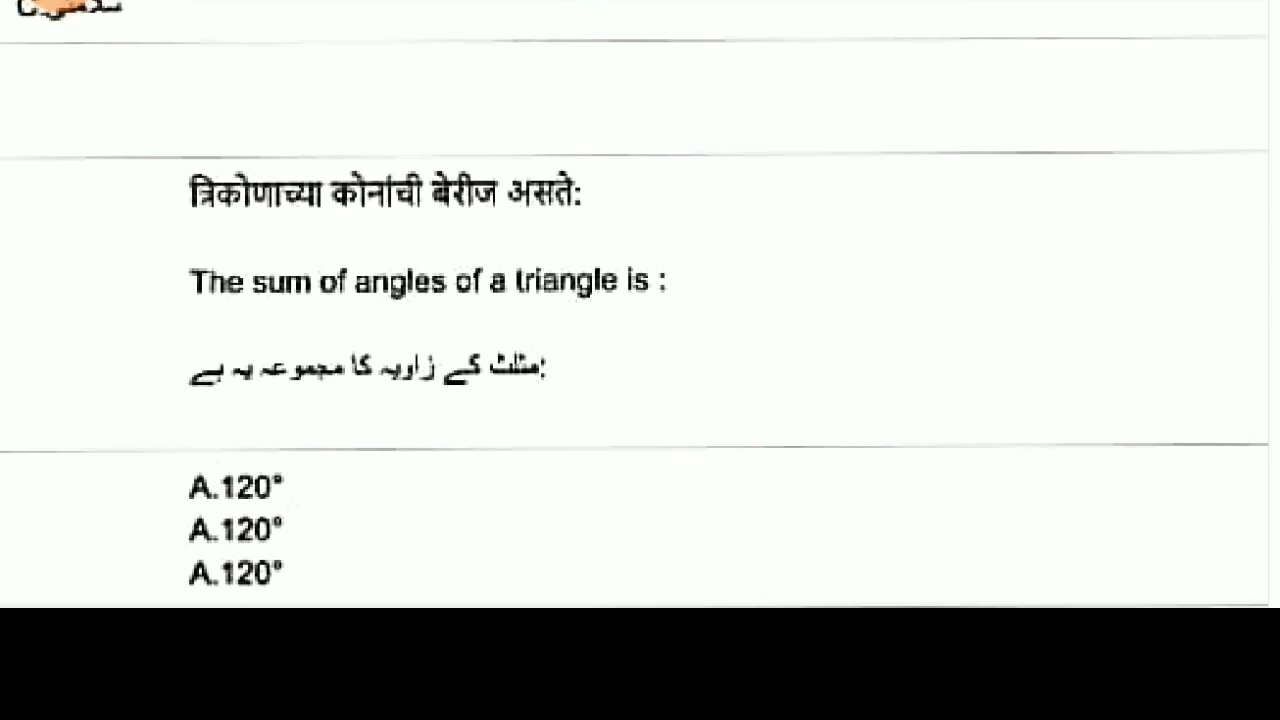 त्रिकोणाच्या कोनांची बेरीज असते:
The sum of angles of a triangle is :
مثلث کے زاویہ کا مجموعہ یہ ہے:
A.120°
A.120°
A.120°